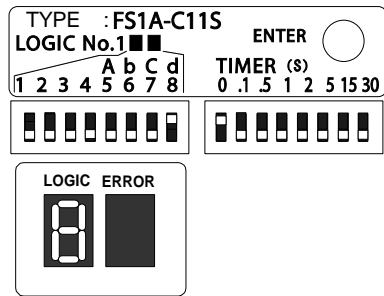 TYPE : FS1A-C11S
LOGIC No.1■■
ENTER
A b C d
1 2 3 4 5 6 7 8
TIMER (S)
0 .1 .5 1 2 5 15 30
LOGIC ERROR
8